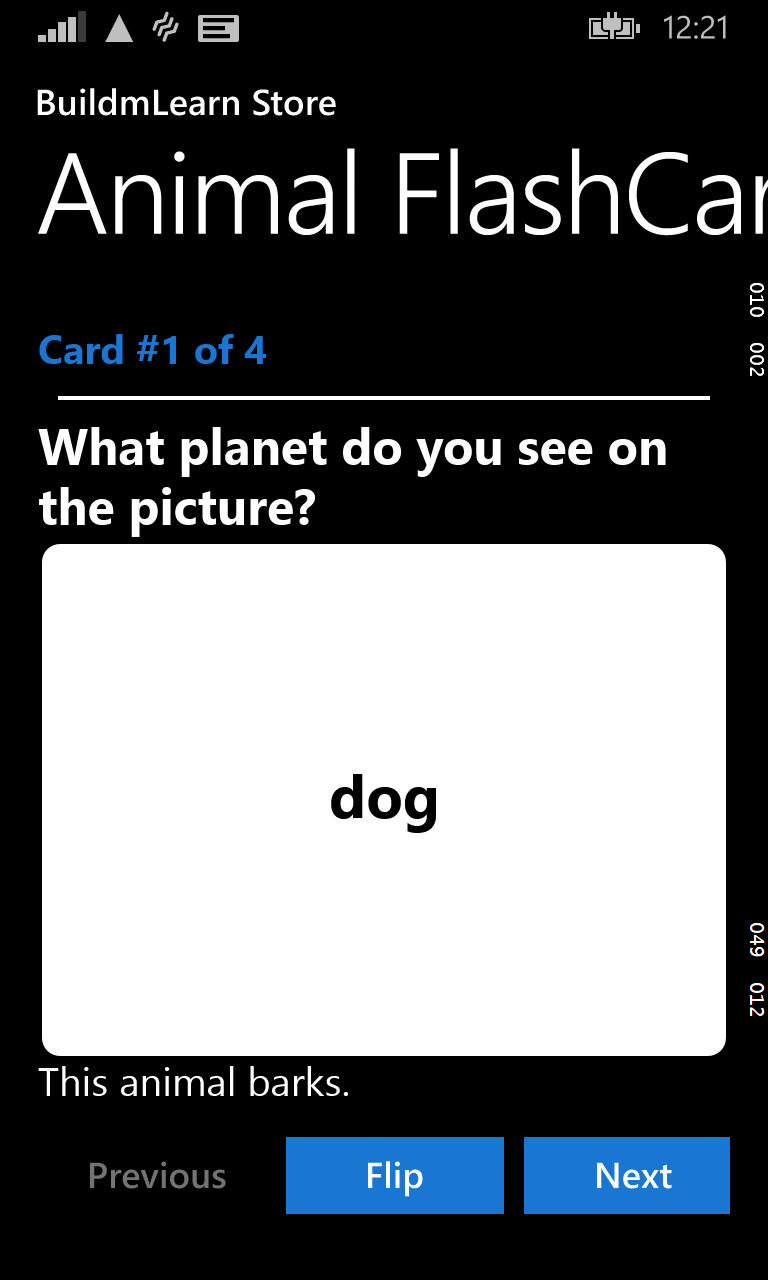 12:21
BuildmLearn Store
Animal FlashCar
010 002
Card #1 of 4
What planet do you see on
the picture?
dog
049 012
This animal barks.
Previous
Flip
Next